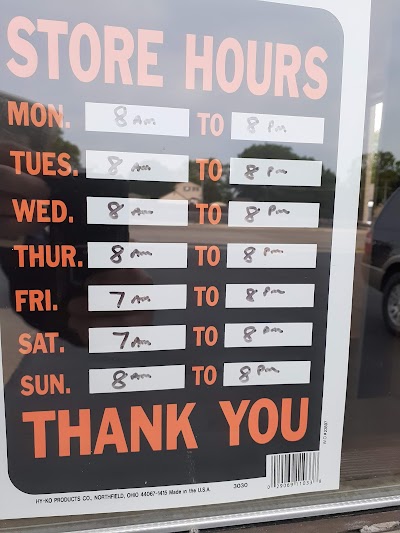 STORE HOURS
MON. 8 am TO 8 pm
TUES. 8 am TO 8 pm
WED. 8 am TO 8 pm
THUR. 8 am TO 8 pm
FRI. 7 am TO 8 pm
SAT. 7 am TO 8 pm
SUN. 8 am TO 8 pm
THANK YOU
HY-KO PRODUCTS CO., NORTHFIELD, OHIO 44067-1415 Made in the U.S.A. 3030